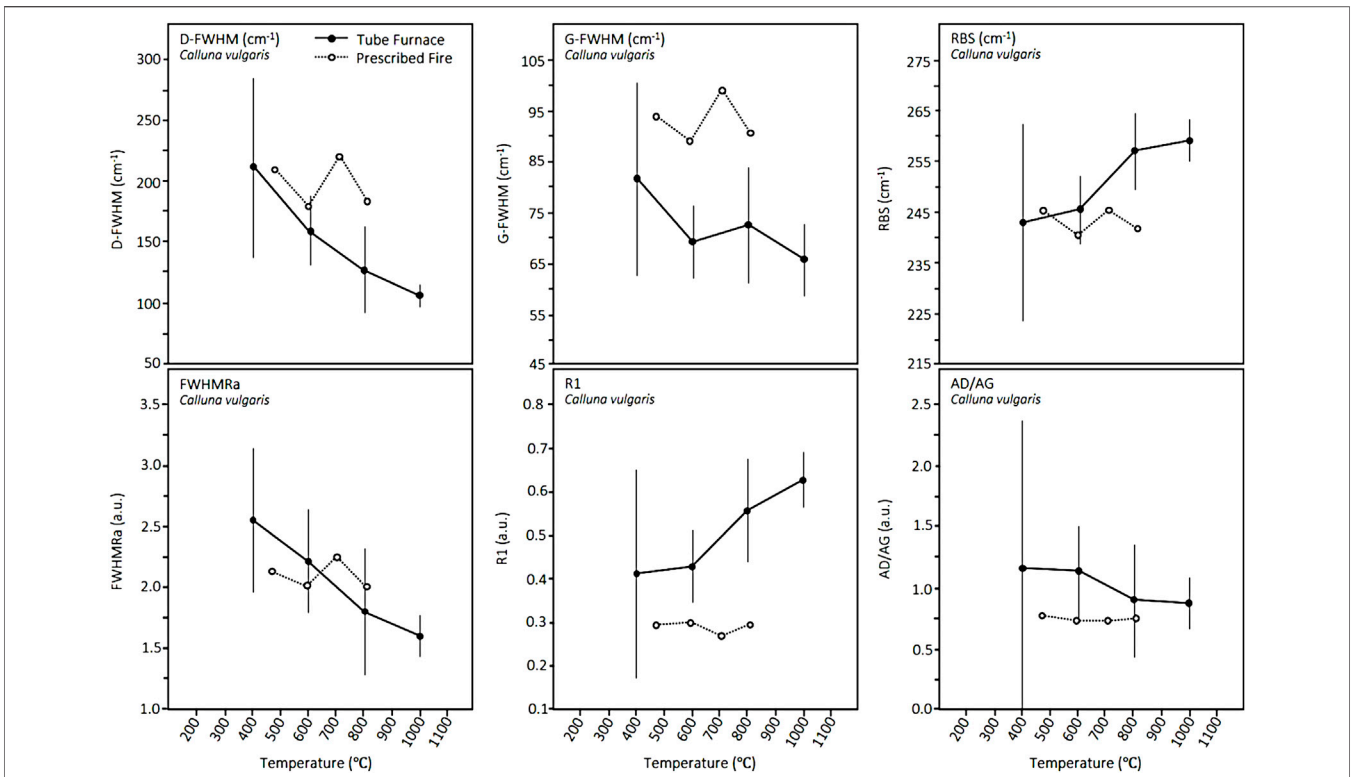 D-FWHM (cm-1)
Calluna vulgaris
Tube Furnace
Prescribed Fire
D-FWHM (cm-1)
300
250
200
150
100
50
G-FWHM (cm-1)
Calluna vulgaris
G-FWHM (cm-1)
105
95
85
75
65
55
45
RBS (cm-1)
Calluna vulgaris
RBS (cm-1)
275
265
255
245
235
225
215
FWHMRa
Calluna vulgaris
FWHMRa (a.u.)
3.5
3.0
2.5
2.0
1.5
1.0
200 300 400 500 600 700 800 900 1000 1100
Temperature (°C)
R1
Calluna vulgaris
R1 (a.u.)
0.8
0.7
0.6
0.5
0.4
0.3
0.2
0.1
200 300 400 500 600 700 800 900 1000 1100
Temperature (°C)
AD/AG
Calluna vulgaris
AD/AG (a.u.)
2.5
2.0
1.5
1.0
0.5
0.0
200 300 400 500 600 700 800 900 1000 1100
Temperature (°C)